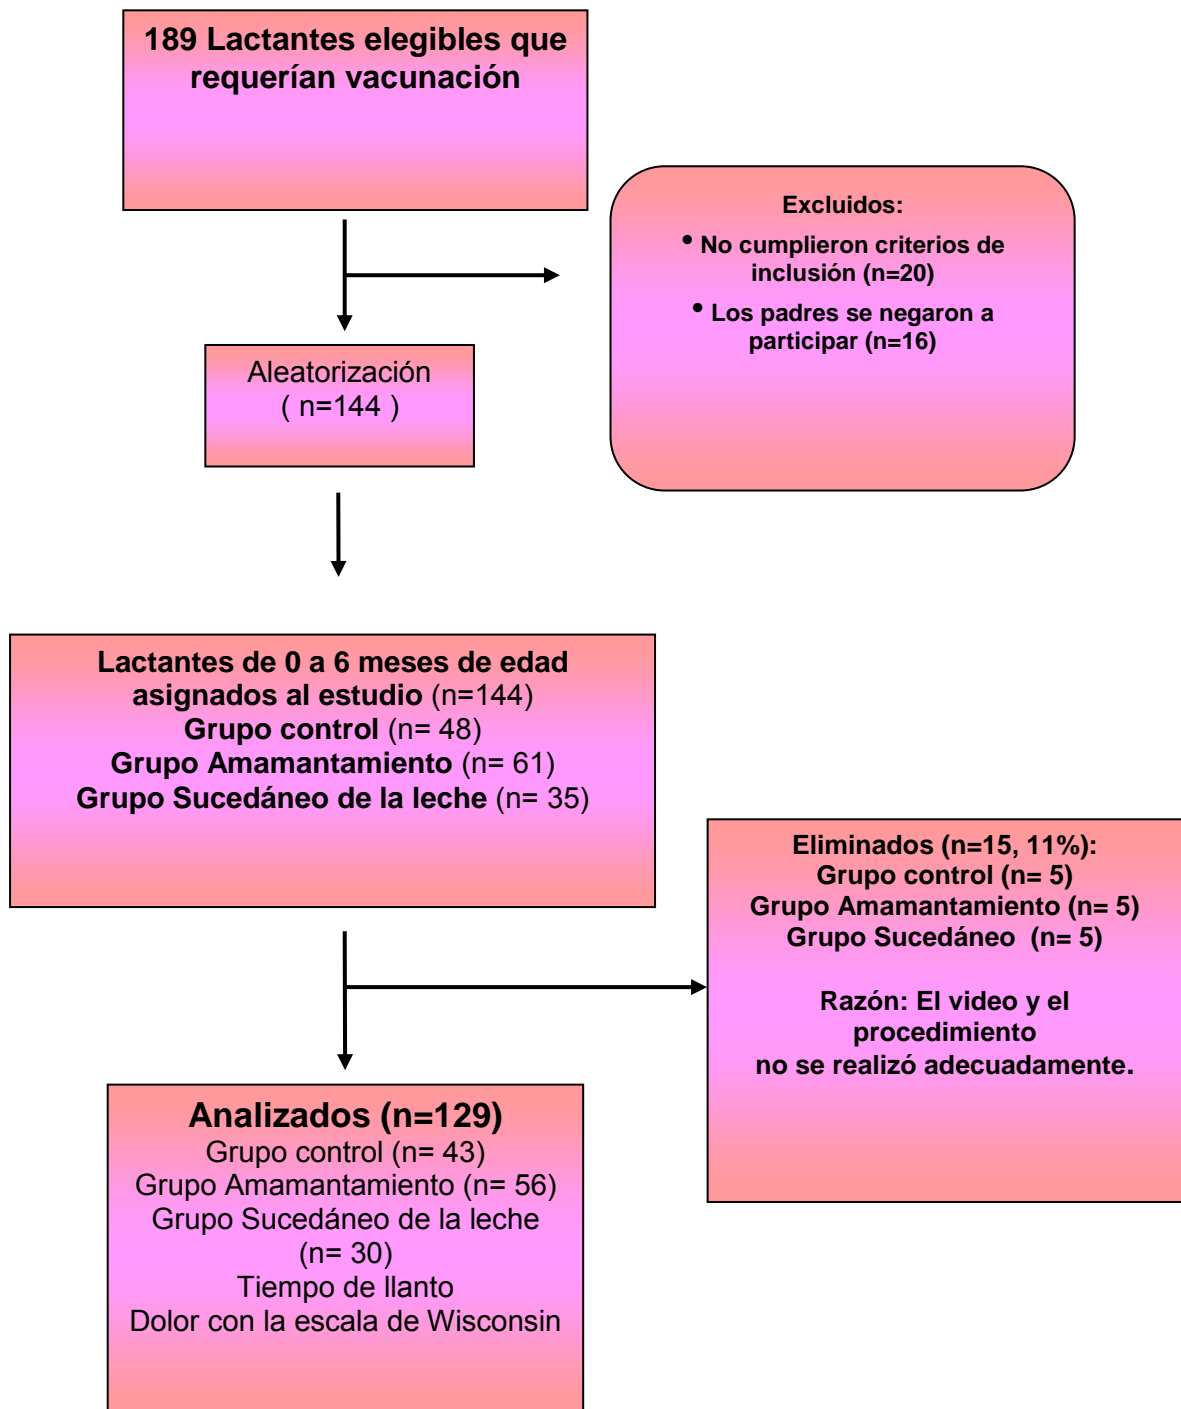 189 Lactantes elegibles que
requerían vacunación
Excluidos:
• No cumplieron criterios de
inclusión (n=20)
• Los padres se negaron a
participar (n=16)
Aleatorización
( n=144 )
Lactantes de 0 a 6 meses de edad
asignados al estudio (n=144)
Grupo control (n= 48)
Grupo Amamantamiento (n= 61)
Grupo Sucedáneo de la leche (n= 35)
Eliminados (n=15, 11%):
Grupo control (n= 5)
Grupo Amamantamiento (n= 5)
Grupo Sucedáneo  (n= 5)
Razón: El video y el
procedimiento
no se realizó adecuadamente.
Analizados (n=129)
Grupo control (n= 43)
Grupo Amamantamiento (n= 56)
Grupo Sucedáneo de la leche
(n= 30)
Tiempo de llanto
Dolor con la escala de Wisconsin